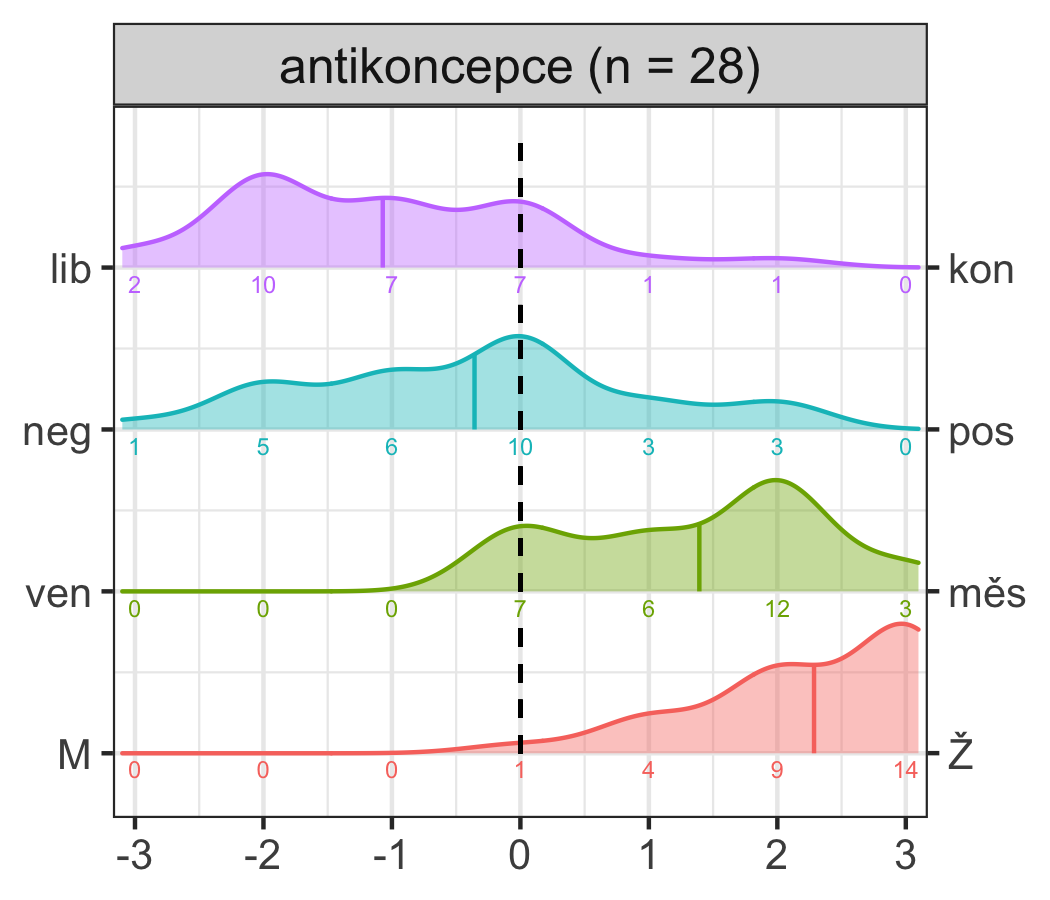 antikoncepce (n = 28)
lib kon
2 10 7 7 1 1 0
neg pos
1 5 6 10 3 3 0
ven měs
0 0 0 7 6 12 3
M Ž
0 0 0 1 4 9 14
-3 -2 -1 0 1 2 3